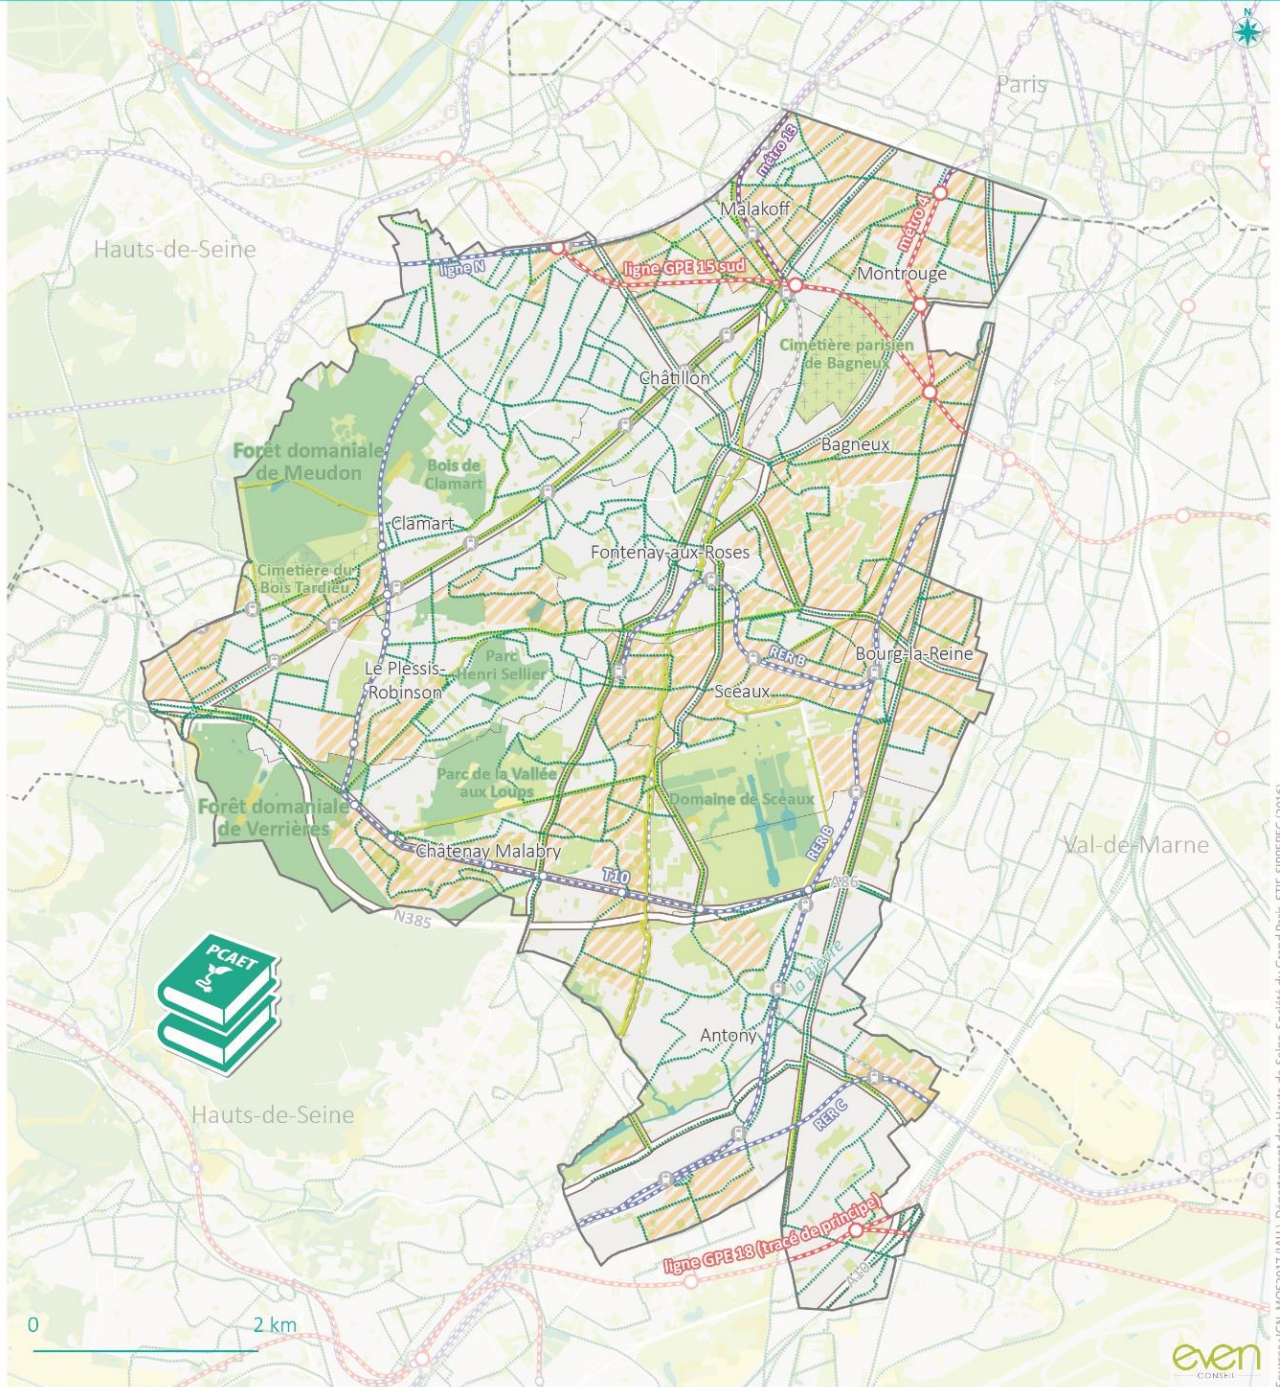 N
Paris
métro 13
Malakoff
métro 4
Hauts-de-Seine
ligne N
ligne GPE 15 sud
Montrouge
Cimetière parisien
de Bagneux
Châtillon
Bagneux
Forêt domaniale
de Meudon
Bois de
Clamart
Clamart
Fontenay-aux-Roses
Cimetière du
Bois Tardieu
RER B
Bourg-la-Reine
Le Plessis-
Robinson
Parc
Henri Sellier
Sceaux
Parc de la Vallée
aux Loups
Domaine de Sceaux
Forêt domaniale
de Verrières
Val-de-Marne
Châtenay Malabry
RER B
T10
A86
N385
PCAET
la Bièvre
Antony
Hauts-de-Seine
RER C
ligne GPE 18 (tracé de principe)
A10
0
2 km
even
CONSEIL